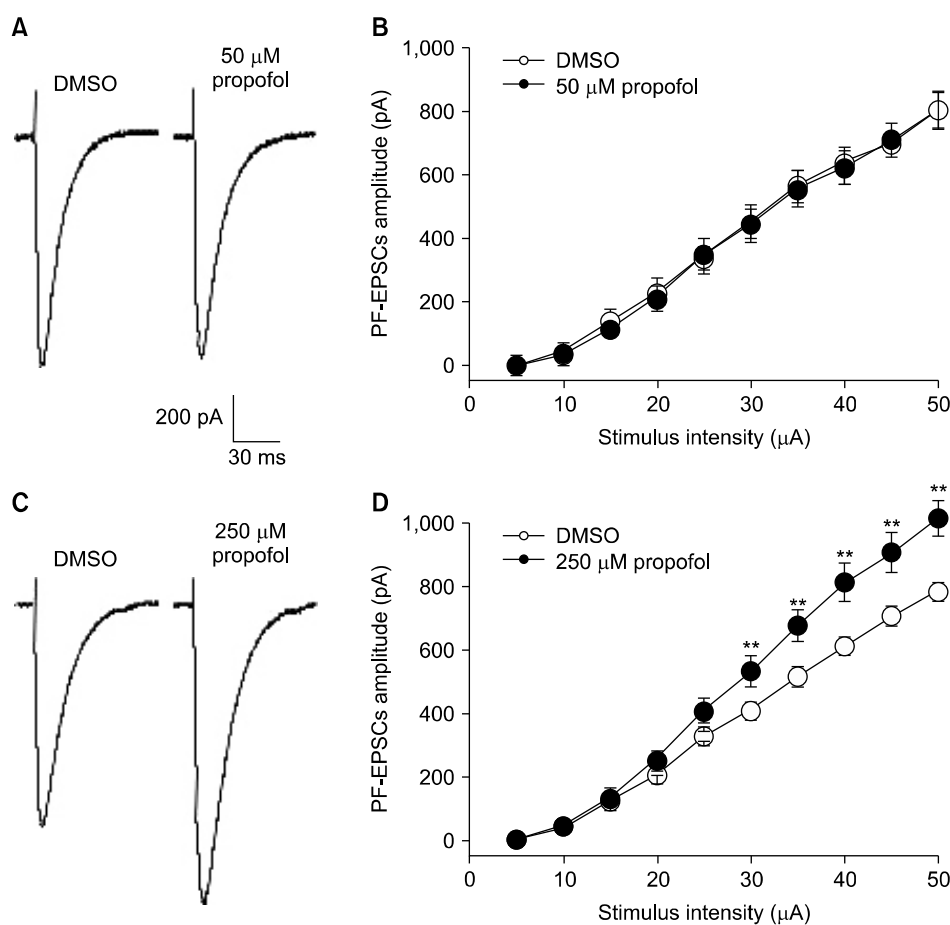 A
DMSO
50 μM
propofol
200 pA
30 ms
B
DMSO
50 μM propofol
PF-EPSCs amplitude (pA)
1,000
800
600
400
200
0
0 10 20 30 40 50
Stimulus intensity (μA)
C
DMSO
250 μM
propofol
D
DMSO
250 μM propofol
PF-EPSCs amplitude (pA)
1,000
800
600
400
200
0
** ** ** ** **
0 10 20 30 40 50
Stimulus intensity (μA)